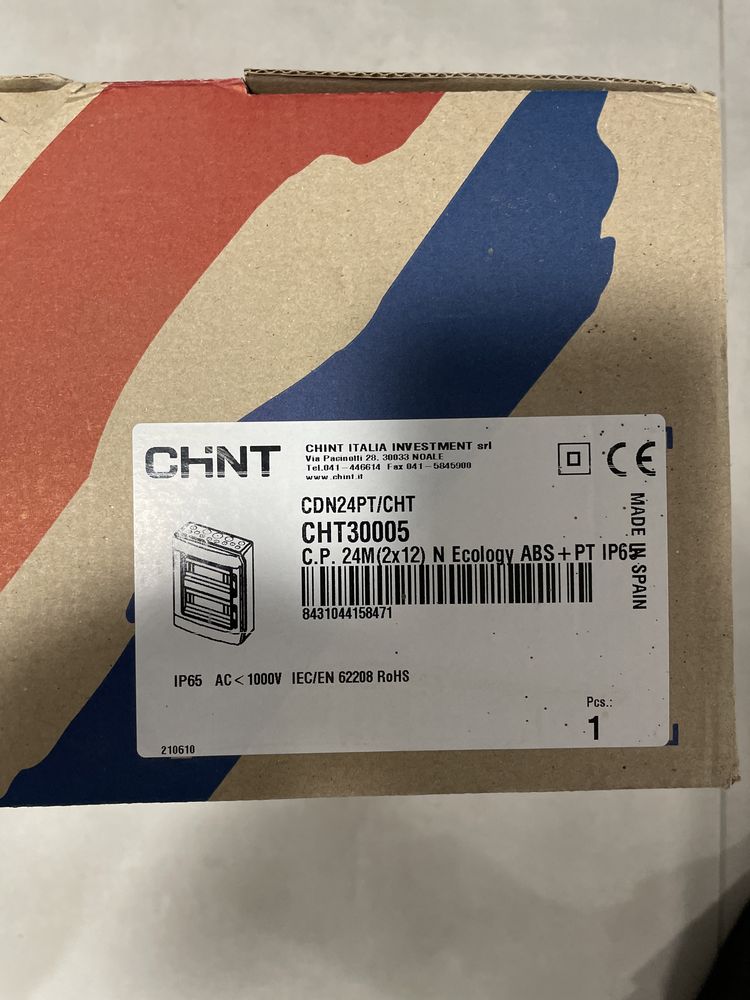 CHNT
CHINT ITALIA INVESTMENT srl
Via Pacinotti 28, 30033 NOALE
Tel.041-446614 Fax 041-5845900
www.chint.it
CE
CDN24PT/CHT
CHT30005
C.P. 24M(2x12) N Ecology ABS+PT IP65
8431044158471
MADE IN SPAIN
IP65 AC<1000V IEC/EN 62208 RoHS
Pcs.:
1
210610